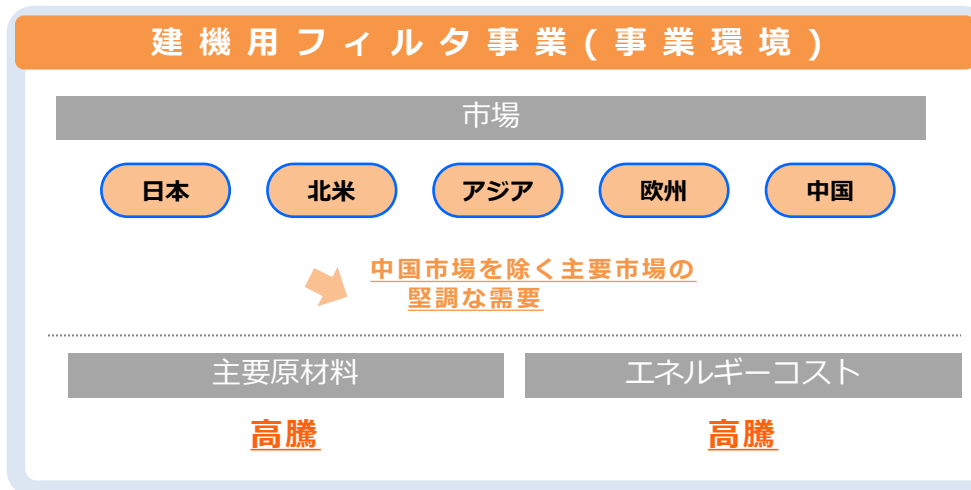 建機用フィルタ事業(事業環境)
市場
日本 北米 アジア 欧州 中国
中国市場を除く主要市場の
堅調な需要
主要原材料 エネルギーコスト
高騰 高騰